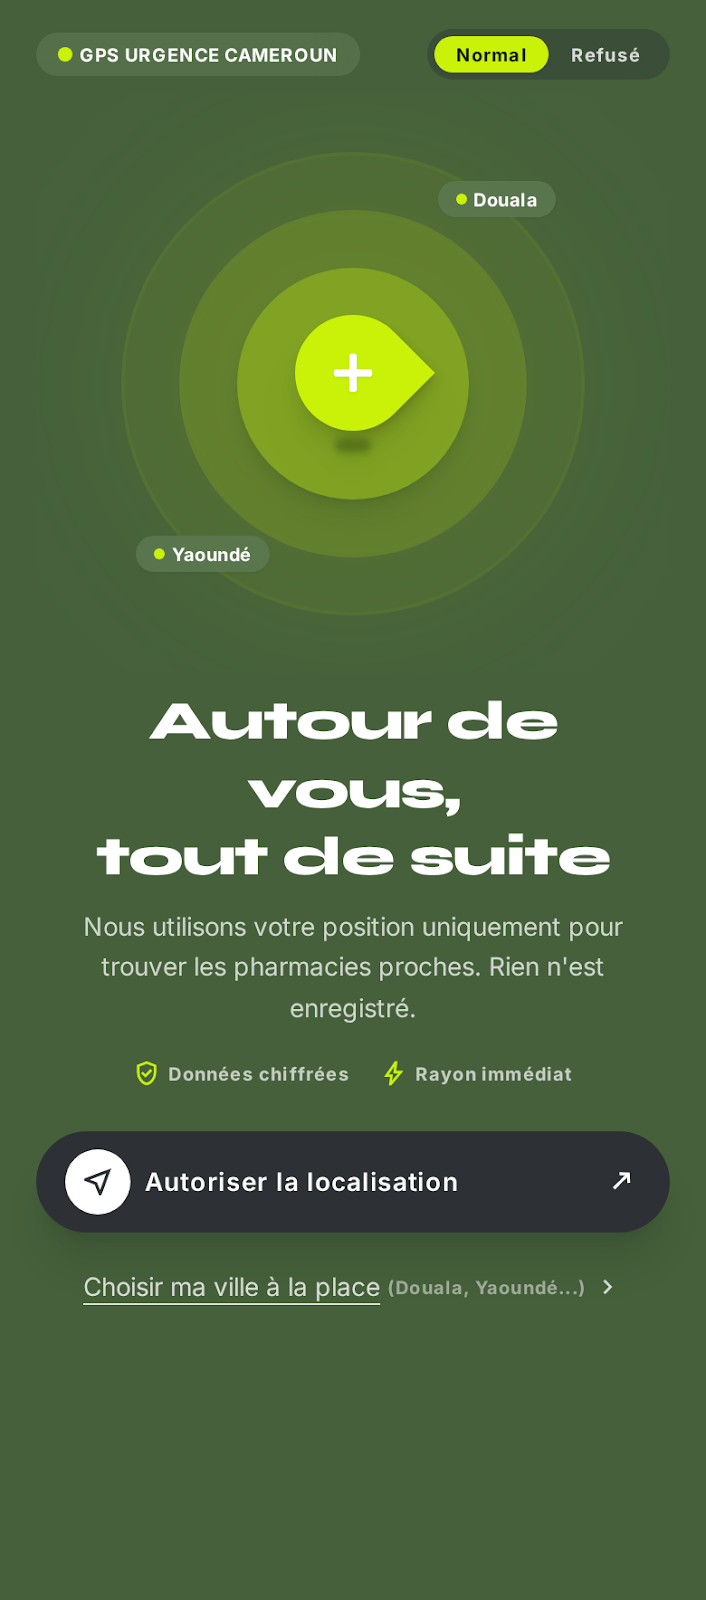 GPS URGENCE CAMEROUN
Normal Refusé
Douala
Yaoundé
Autour de
vous,
tout de suite
Nous utilisons votre position uniquement pour
trouver les pharmacies proches. Rien n'est
enregistré.
Données chiffrées Rayon immédiat
Autoriser la localisation
Choisir ma ville à la place (Douala, Yaoundé...)